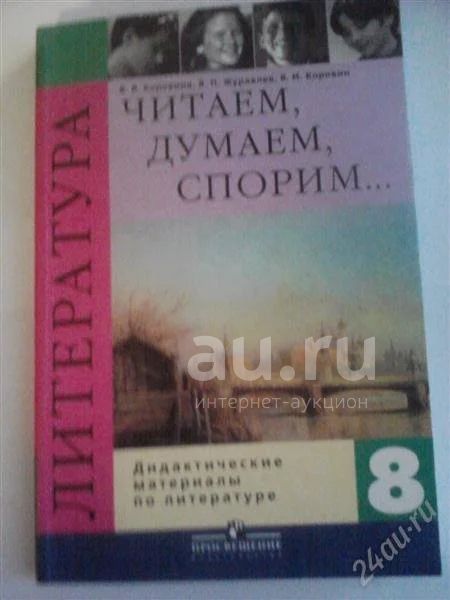 В. Я. Коровина, В. П. Журавлев, В. И. Коровин
ЧИТАЕМ,
ДУМАЕМ,
СПОРИМ...
ЛИТЕРАТУРА
au.ru
интернет-аукцион
Дидактические
материалы
по литературе
8
ПРОСВЕЩЕНИЕ
24au.ru